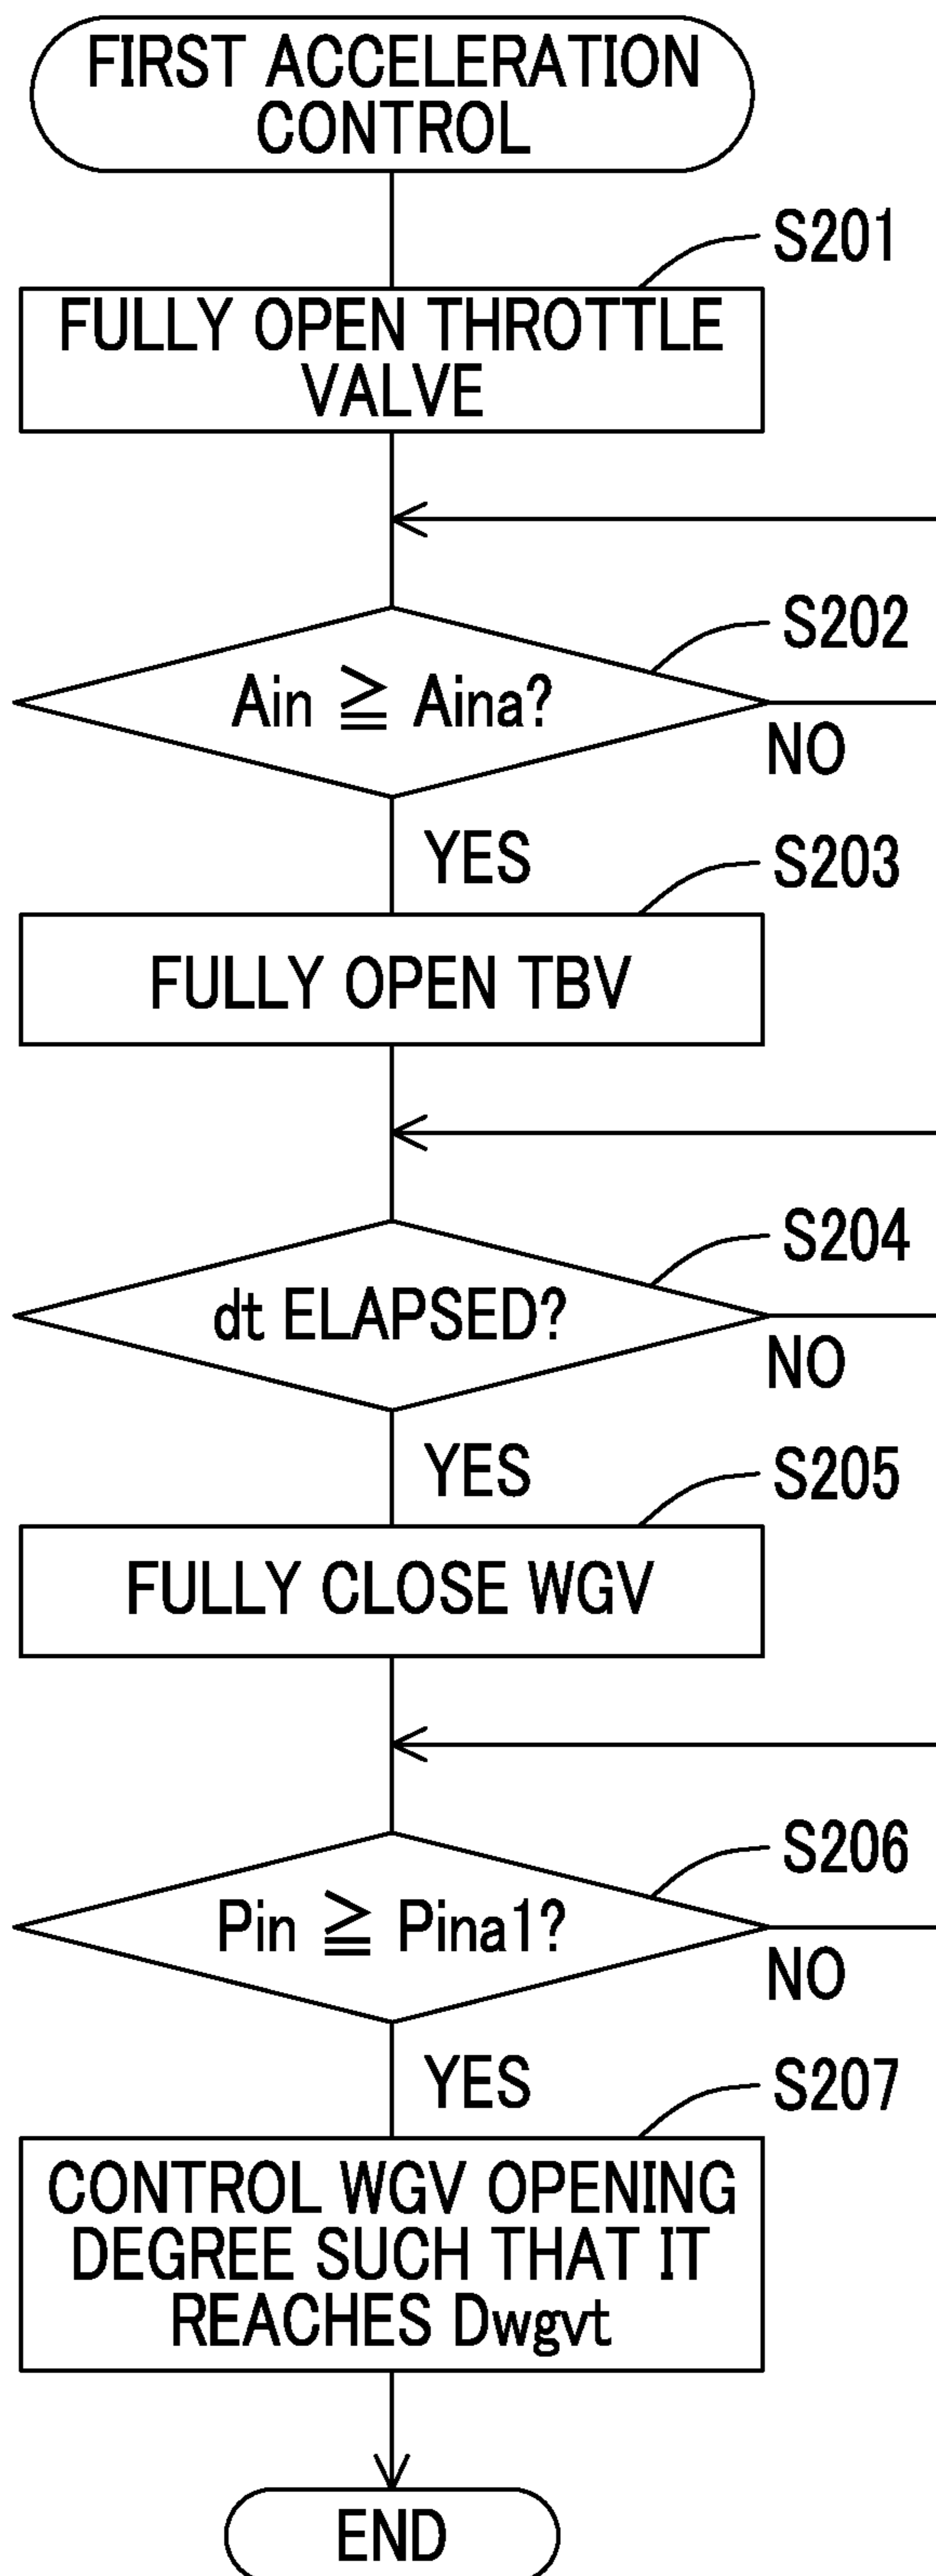 FIRST ACCELERATION
CONTROL
S201
FULLY OPEN THROTTLE
VALVE
S202
Ain ≧ Aina?
NO
YES
S203
FULLY OPEN TBV
S204
dt ELAPSED?
NO
YES
S205
FULLY CLOSE WGV
S206
Pin ≧ Pina1?
NO
YES
S207
CONTROL WGV OPENING
DEGREE SUCH THAT IT
REACHES Dwgvt
END